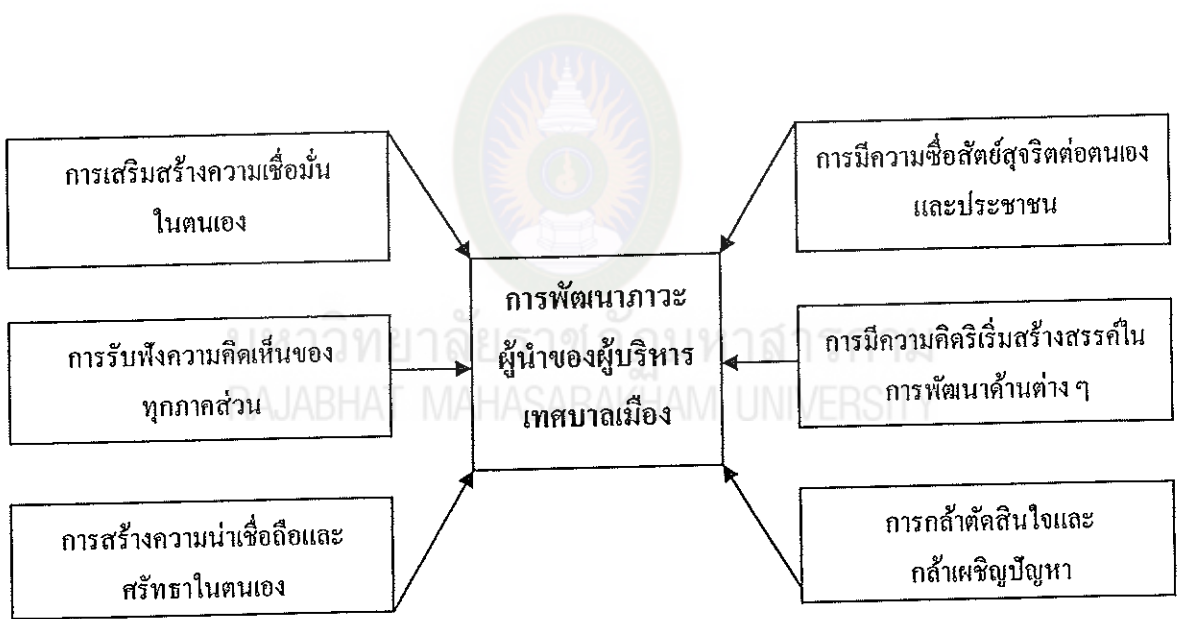 การเสริมสร้างความเชื่อมั่น
ในตนเอง
การรับฟังความคิดเห็นของ
ทุกภาคส่วน
การสร้างความน่าเชื่อถือและ
ศรัทธาในตนเอง
การพัฒนาภาวะ
ผู้นำของผู้บริหาร
เทศบาลเมือง
การมีความซื่อสัตย์สุจริตต่อตนเอง
และประชาชน
การมีความคิดริเริ่มสร้างสรรค์ใน
การพัฒนาด้านต่าง ๆ
การกล้าตัดสินใจและ
กล้าเผชิญปัญหา
มหาวิทยาลัยราชภัฏมหาสารคาม
RAJABHAT MAHASARAKHAM UNIVERSITY